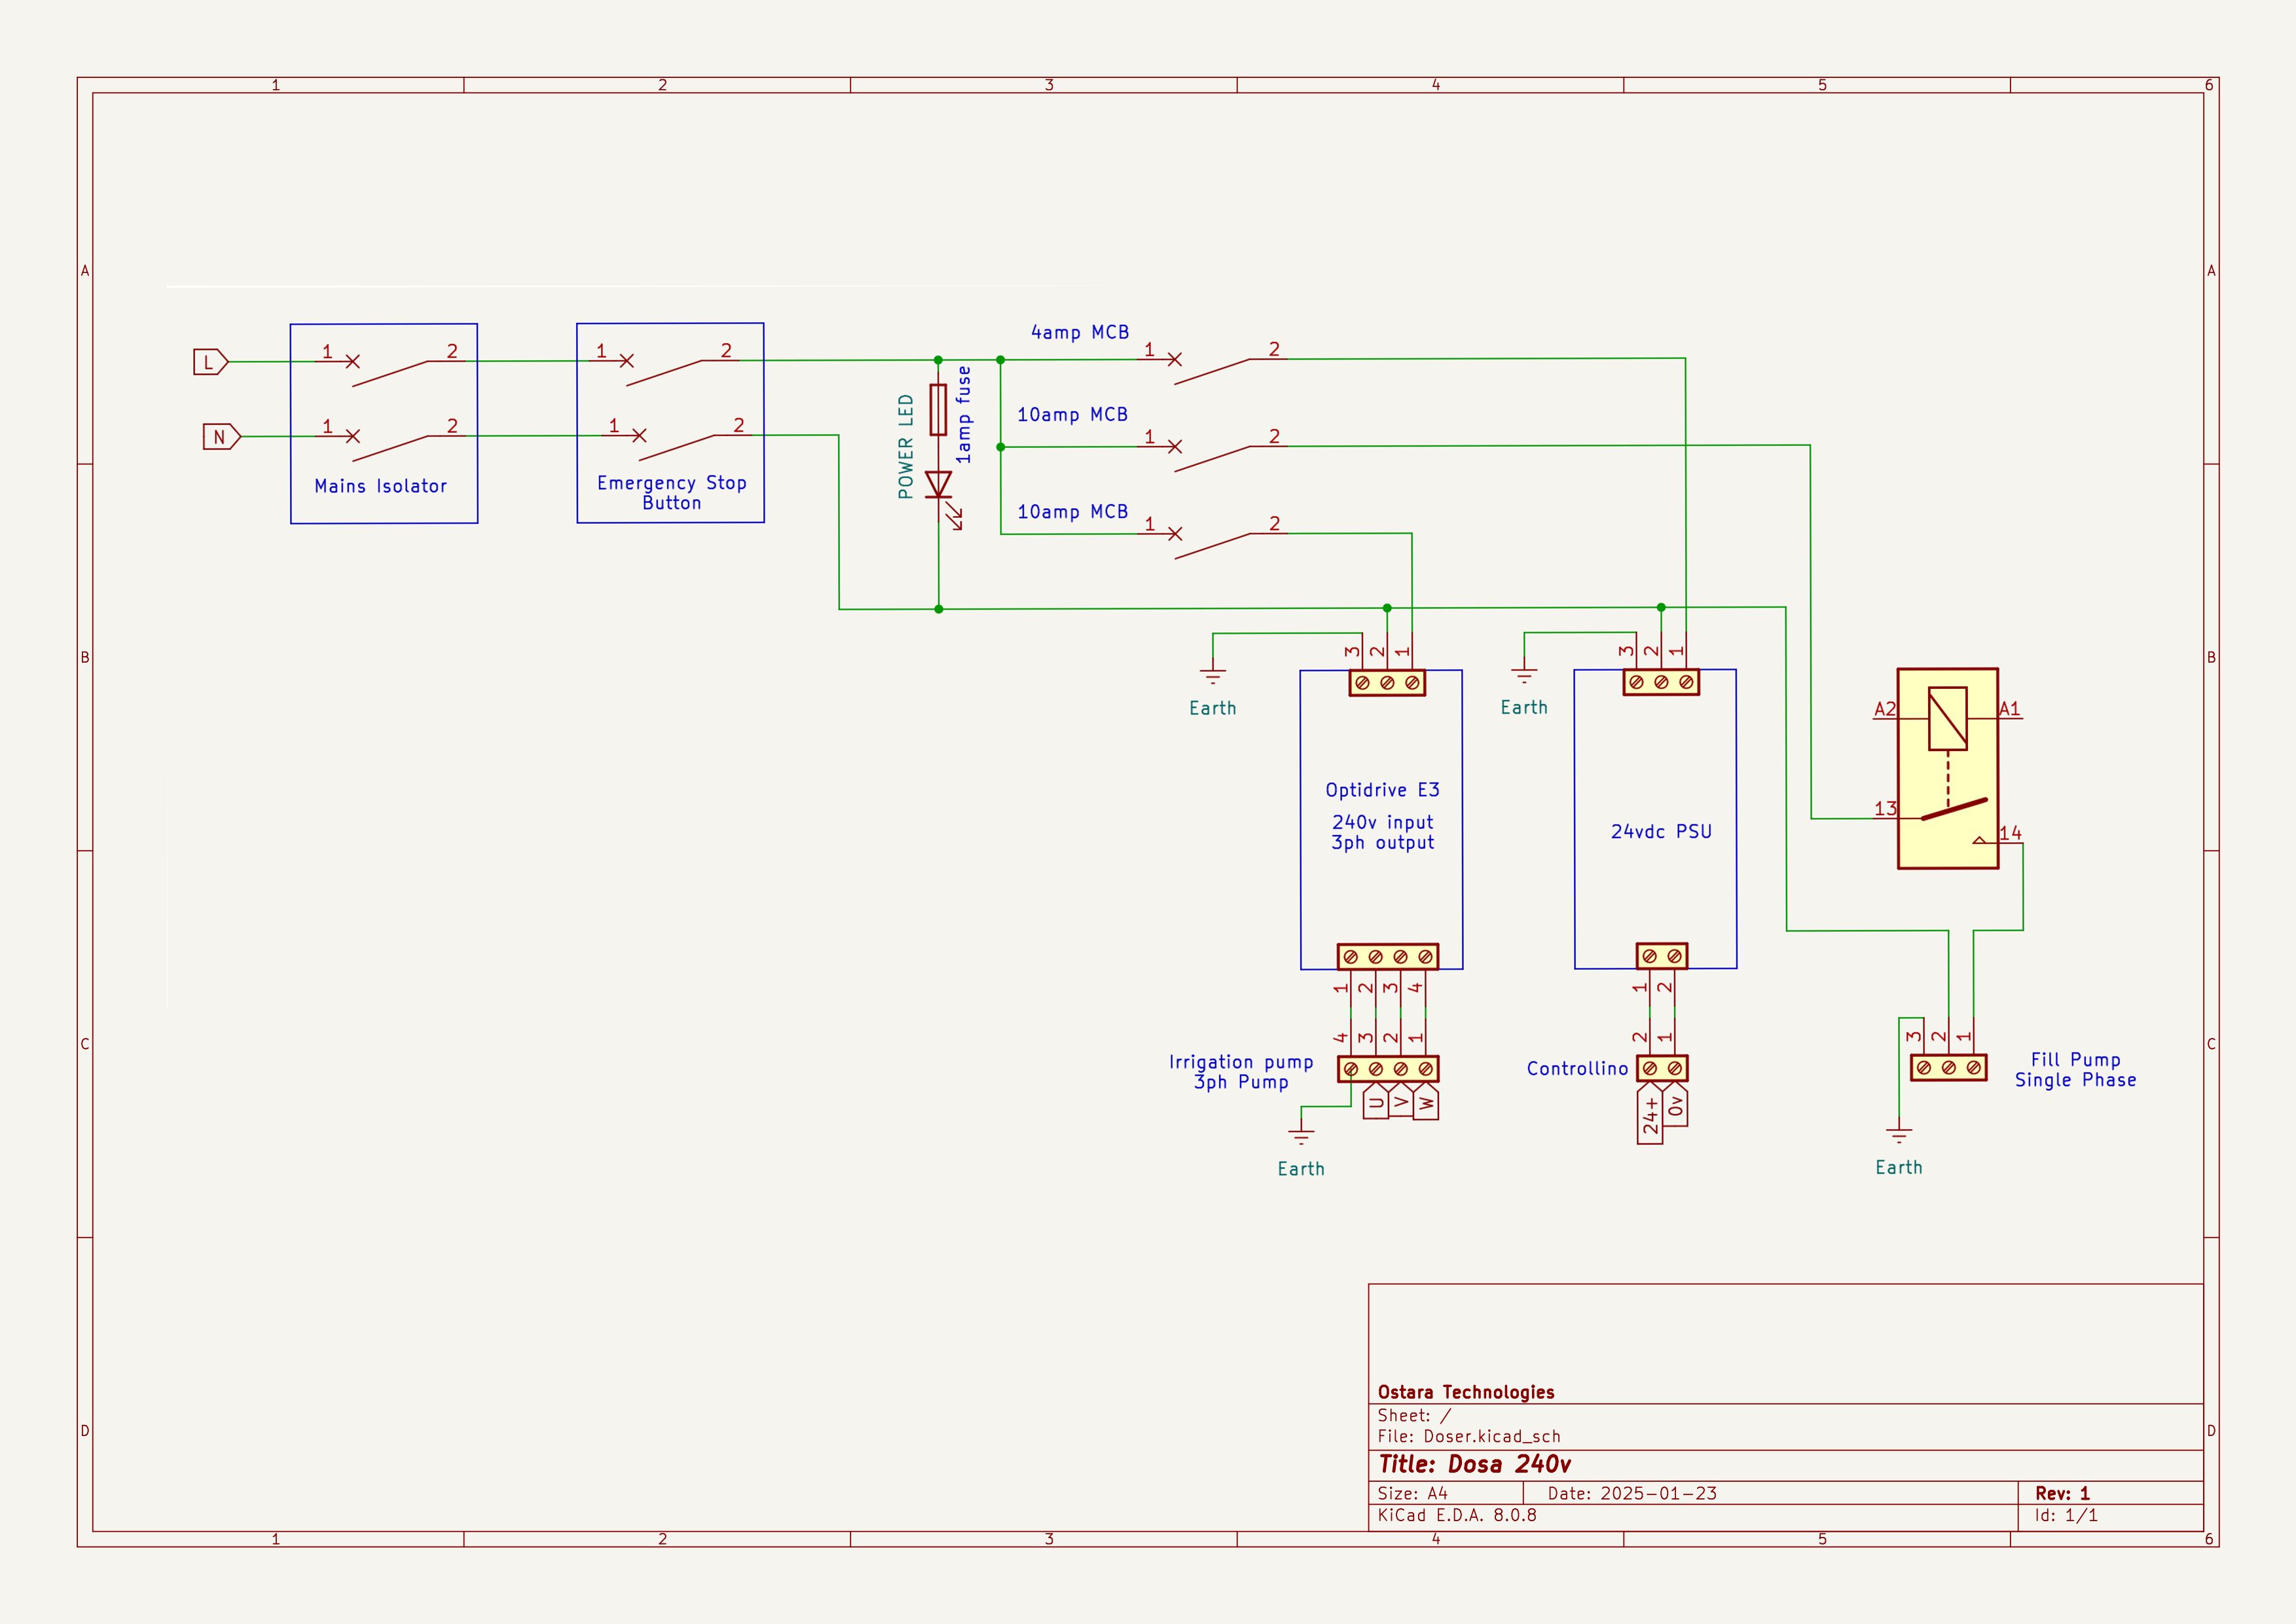 1 2 3 4 5 6
A A
4amp MCB
L 1 2 1 2 1 2
10amp MCB
N 1 2 1 2 1 2
POWER LED
1amp fuse
Mains Isolator
Emergency Stop
Button
10amp MCB
1 2
B B
3 2 1
3 2 1
Earth
Earth
A2 A1
Optidrive E3
240v input
3ph output
24vdc PSU
13
14
1 2 3 4
1 2
4 3 2 1
2 1
3 2 1
C C
Irrigation pump
3ph Pump
Controllino
Fill Pump
Single Phase
U V W
24+ 0v
Earth
Earth
Ostara Technologies
Sheet: /
File: Doser.kicad_sch
D D
Title: Dosa 240v
Size: A4 Date: 2025-01-23 Rev: 1
KiCad E.D.A. 8.0.8 Id: 1/1
1 2 3 4 5 6